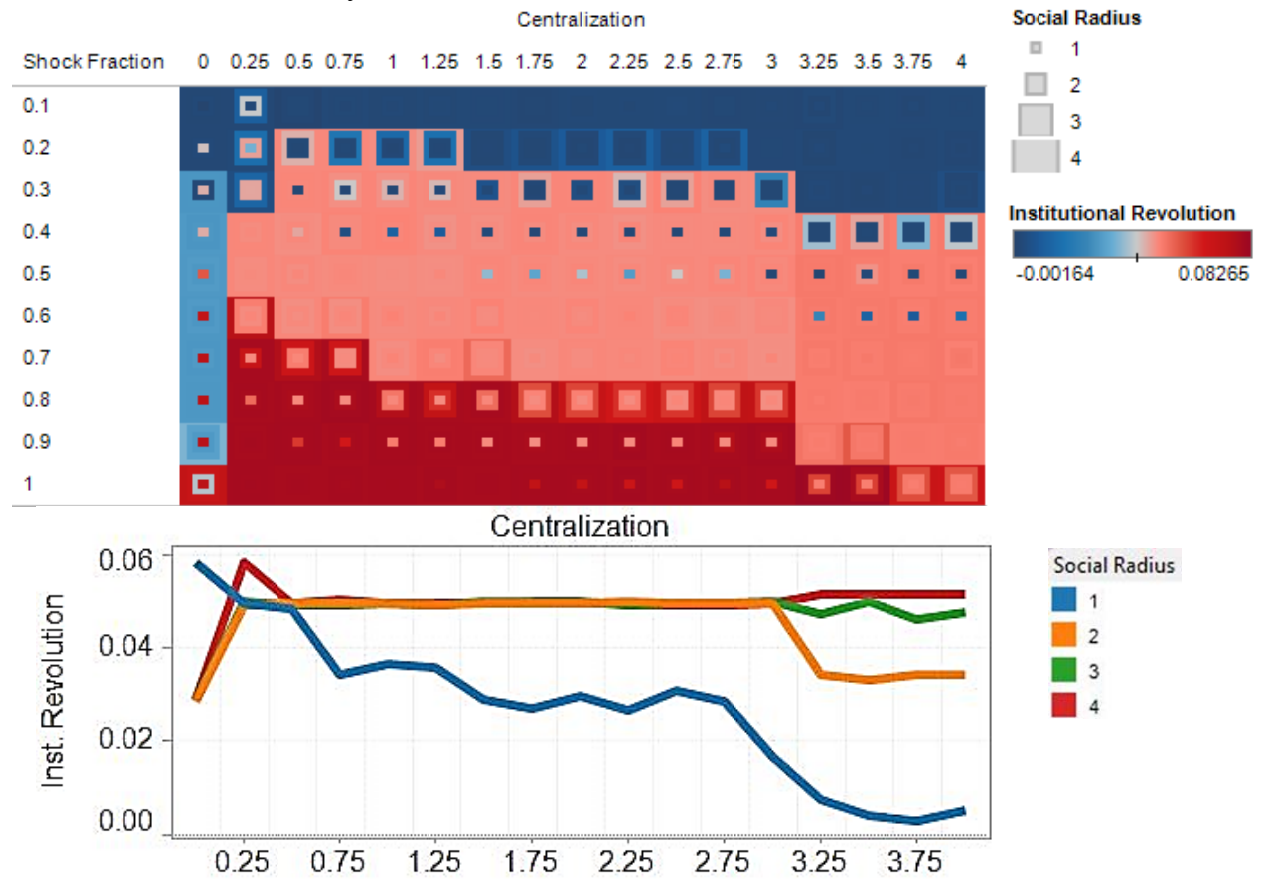 Centralization
Shock Fraction 0 0.25 0.5 0.75 1 1.25 1.5 1.75 2 2.25 2.5 2.75 3 3.25 3.5 3.75 4
0.1
0.2
0.3
0.4
0.5
0.6
0.7
0.8
0.9
1
Social Radius
1
2
3
4
Institutional Revolution
-0.00164 0.08265
Centralization
Inst. Revolution
0.06
0.04
0.02
0.00
0.25 0.75 1.25 1.75 2.25 2.75 3.25 3.75
Social Radius
1
2
3
4